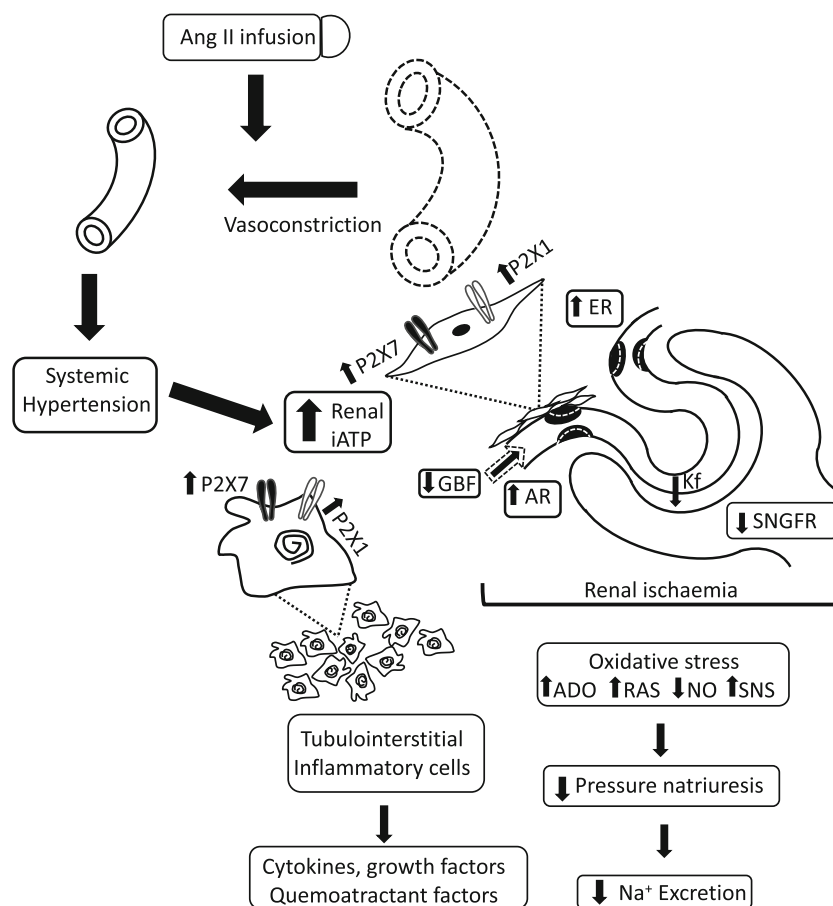 Ang II infusion
Vasoconstriction
P2X1
P2X7
ER
Systemic
Hypertension
Renal
iATP
P2X7
P2X1
GBF
AR
Kf
SNGFR
Renal ischaemia
Oxidative stress
ADO RAS NO SNS
Tubulointerstitial
Inflammatory cells
Pressure natriuresis
Cytokines, growth factors
Quemoatractant factors
Na⁺ Excretion